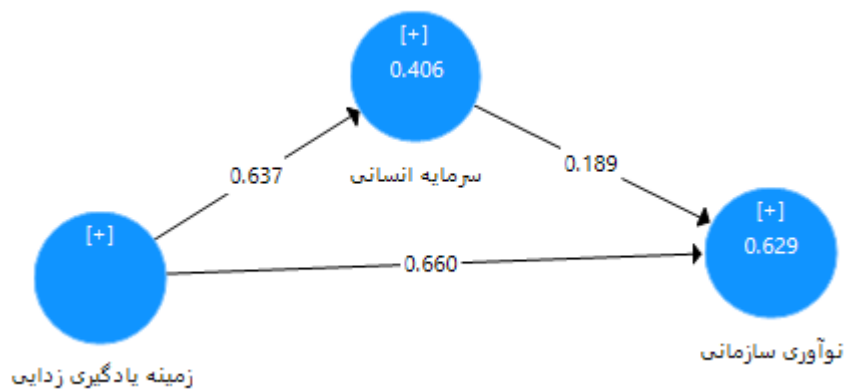 [+]
0.406
سرمایه انسانی
0.637
0.189
[+]
[+]
0.629
0.660
نوآوری سازمانی
زمینه یادگیری زدایی